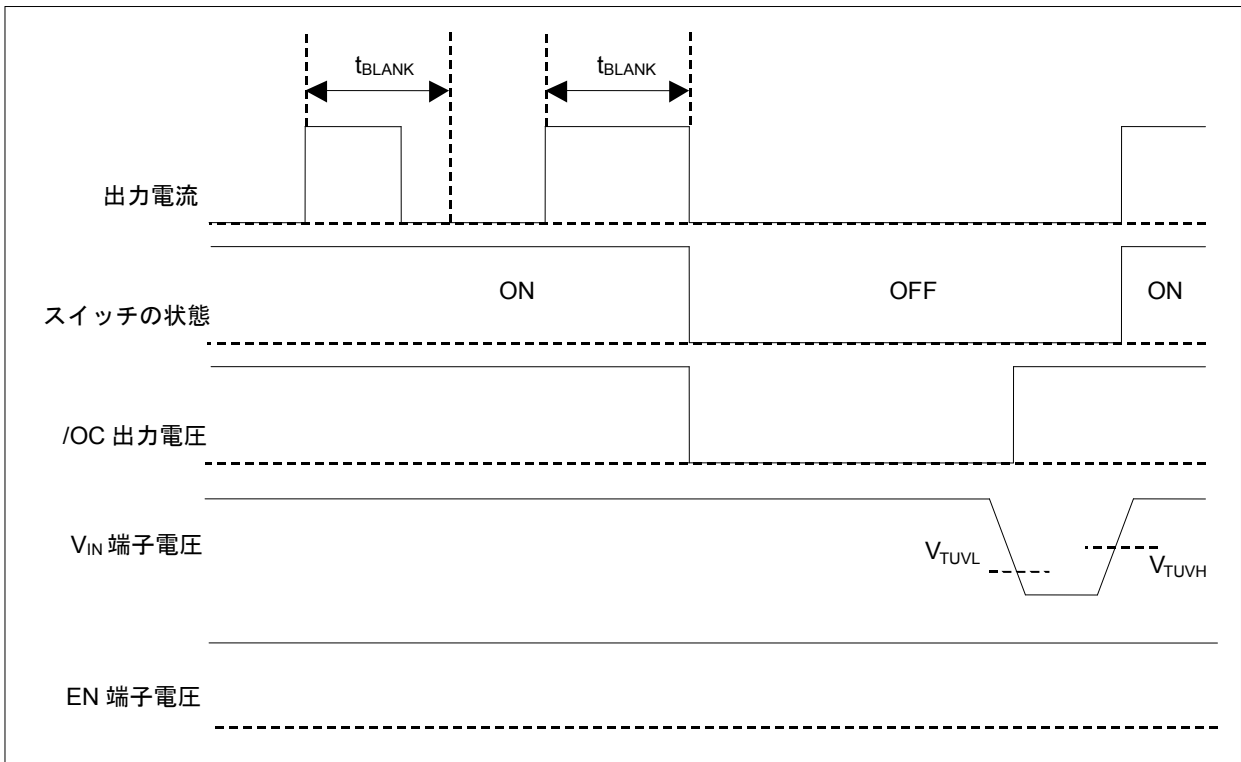 tBLANK tBLANK
出力電流
ON OFF ON
スイッチの状態
/OC 出力電圧
VIN 端子電圧
VTUVL
VTUVH
EN 端子電圧